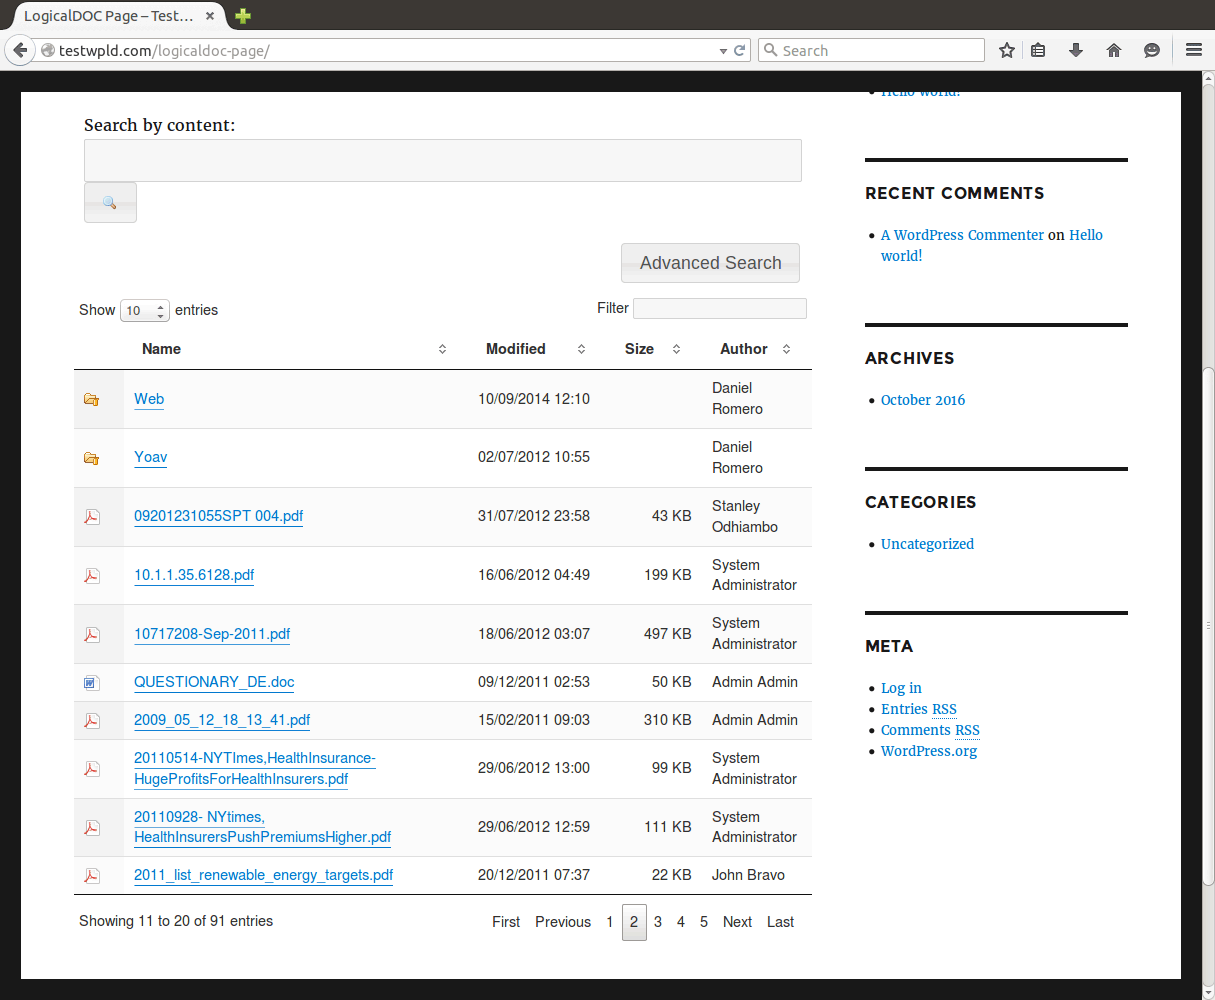 LogicalDOC Page – Test...
testwpld.com/logicaldoc-page/
Search
Search by content:
Advanced Search
Show 10 entries
Filter
Name Modified Size Author
Web 10/09/2014 12:10 Daniel
Romero
Yoav 02/07/2012 10:55 Daniel
Romero
09201231055SPT 004.pdf 31/07/2012 23:58 43 KB Stanley
Odhiambo
10.1.1.35.6128.pdf 16/06/2012 04:49 199 KB System
Administrator
10717208-Sep-2011.pdf 18/06/2012 03:07 497 KB System
Administrator
QUESTIONARY_DE.doc 09/12/2011 02:53 50 KB Admin Admin
2009_05_12_18_13_41.pdf 15/02/2011 09:03 310 KB Admin Admin
20110514-NYTImes,HealthInsurance-
HugeProfitsForHealthInsurers.pdf 29/06/2012 13:00 99 KB System
Administrator
20110928- NYtimes,
HealthInsurersPushPremiumsHigher.pdf 29/06/2012 12:59 111 KB System
Administrator
2011_list_renewable_energy_targets.pdf 20/12/2011 07:37 22 KB John Bravo
Showing 11 to 20 of 91 entries
First Previous 1 2 3 4 5 Next Last
Hello world!
RECENT COMMENTS
A WordPress Commenter on Hello
world!
ARCHIVES
October 2016
CATEGORIES
Uncategorized
META
Log in
Entries RSS
Comments RSS
WordPress.org